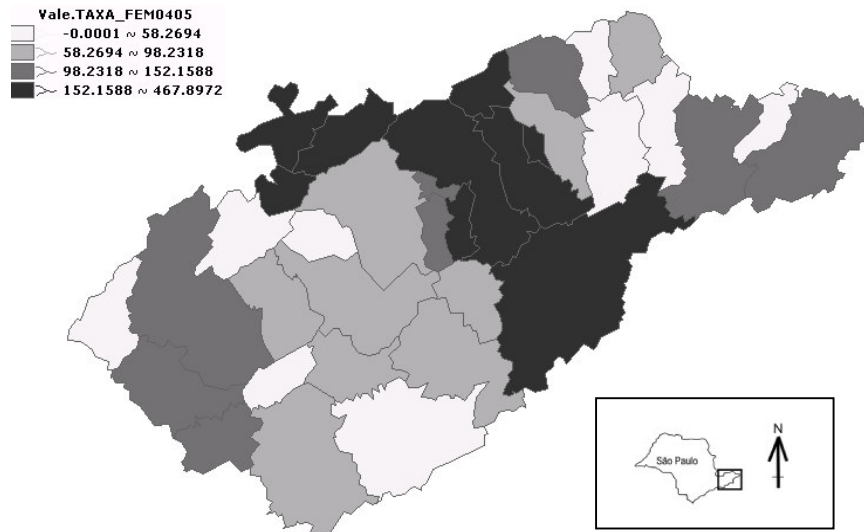 Vale.TAXA_FEM0405
-0.0001 ~ 58.2694
58.2694 ~ 98.2318
98.2318 ~ 152.1588
152.1588 ~ 467.8972
N
São Paulo